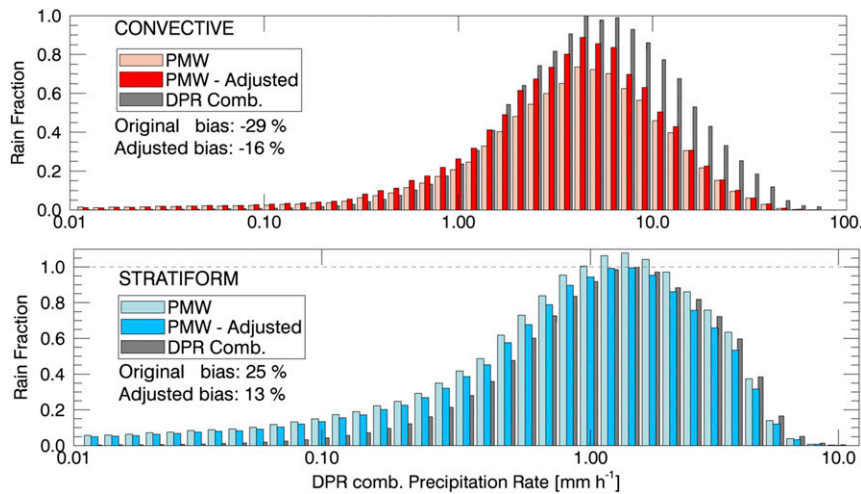 1.0
0.8
0.6
0.4
0.2
0.0
Rain Fraction
CONVECTIVE
PMW
PMW - Adjusted
DPR Comb.
Original bias: -29 %
Adjusted bias: -16 %
0.01 0.10 1.00 10.0 100.
1.0
0.8
0.6
0.4
0.2
0.0
Rain Fraction
STRATIFORM
PMW
PMW - Adjusted
DPR Comb.
Original bias: 25 %
Adjusted bias: 13 %
0.01 0.10 1.00 10.0
DPR comb. Precipitation Rate [mm h⁻¹]